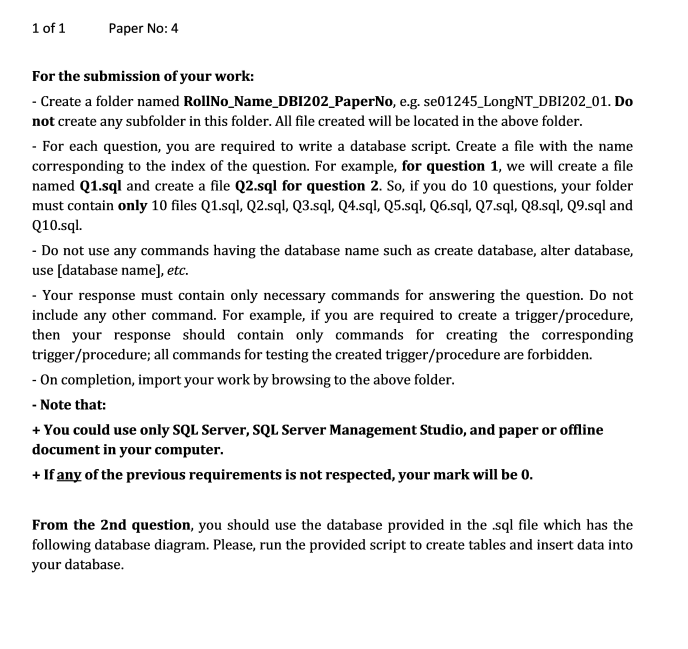 1 of 1 Paper No: 4
For the submission of your work:
- Create a folder named RollNo_Name_DBI202_PaperNo, e.g. se01245_LongNT_DBI202_01. Do
not create any subfolder in this folder. All file created will be located in the above folder.
- For each question, you are required to write a database script. Create a file with the name
corresponding to the index of the question. For example, for question 1, we will create a file
named Q1.sql and create a file Q2.sql for question 2. So, if you do 10 questions, your folder
must contain only 10 files Q1.sql, Q2.sql, Q3.sql, Q4.sql, Q5.sql, Q6.sql, Q7.sql, Q8.sql, Q9.sql and
Q10.sql.
- Do not use any commands having the database name such as create database, alter database,
use [database name], etc.
- Your response must contain only necessary commands for answering the question. Do not
include any other command. For example, if you are required to create a trigger/procedure,
then your response should contain only commands for creating the corresponding
trigger/procedure; all commands for testing the created trigger/procedure are forbidden.
- On completion, import your work by browsing to the above folder.
- Note that:
+ You could use only SQL Server, SQL Server Management Studio, and paper or offline
document in your computer.
+ If any of the previous requirements is not respected, your mark will be 0.
From the 2nd question, you should use the database provided in the .sql file which has the
following database diagram. Please, run the provided script to create tables and insert data into
your database.